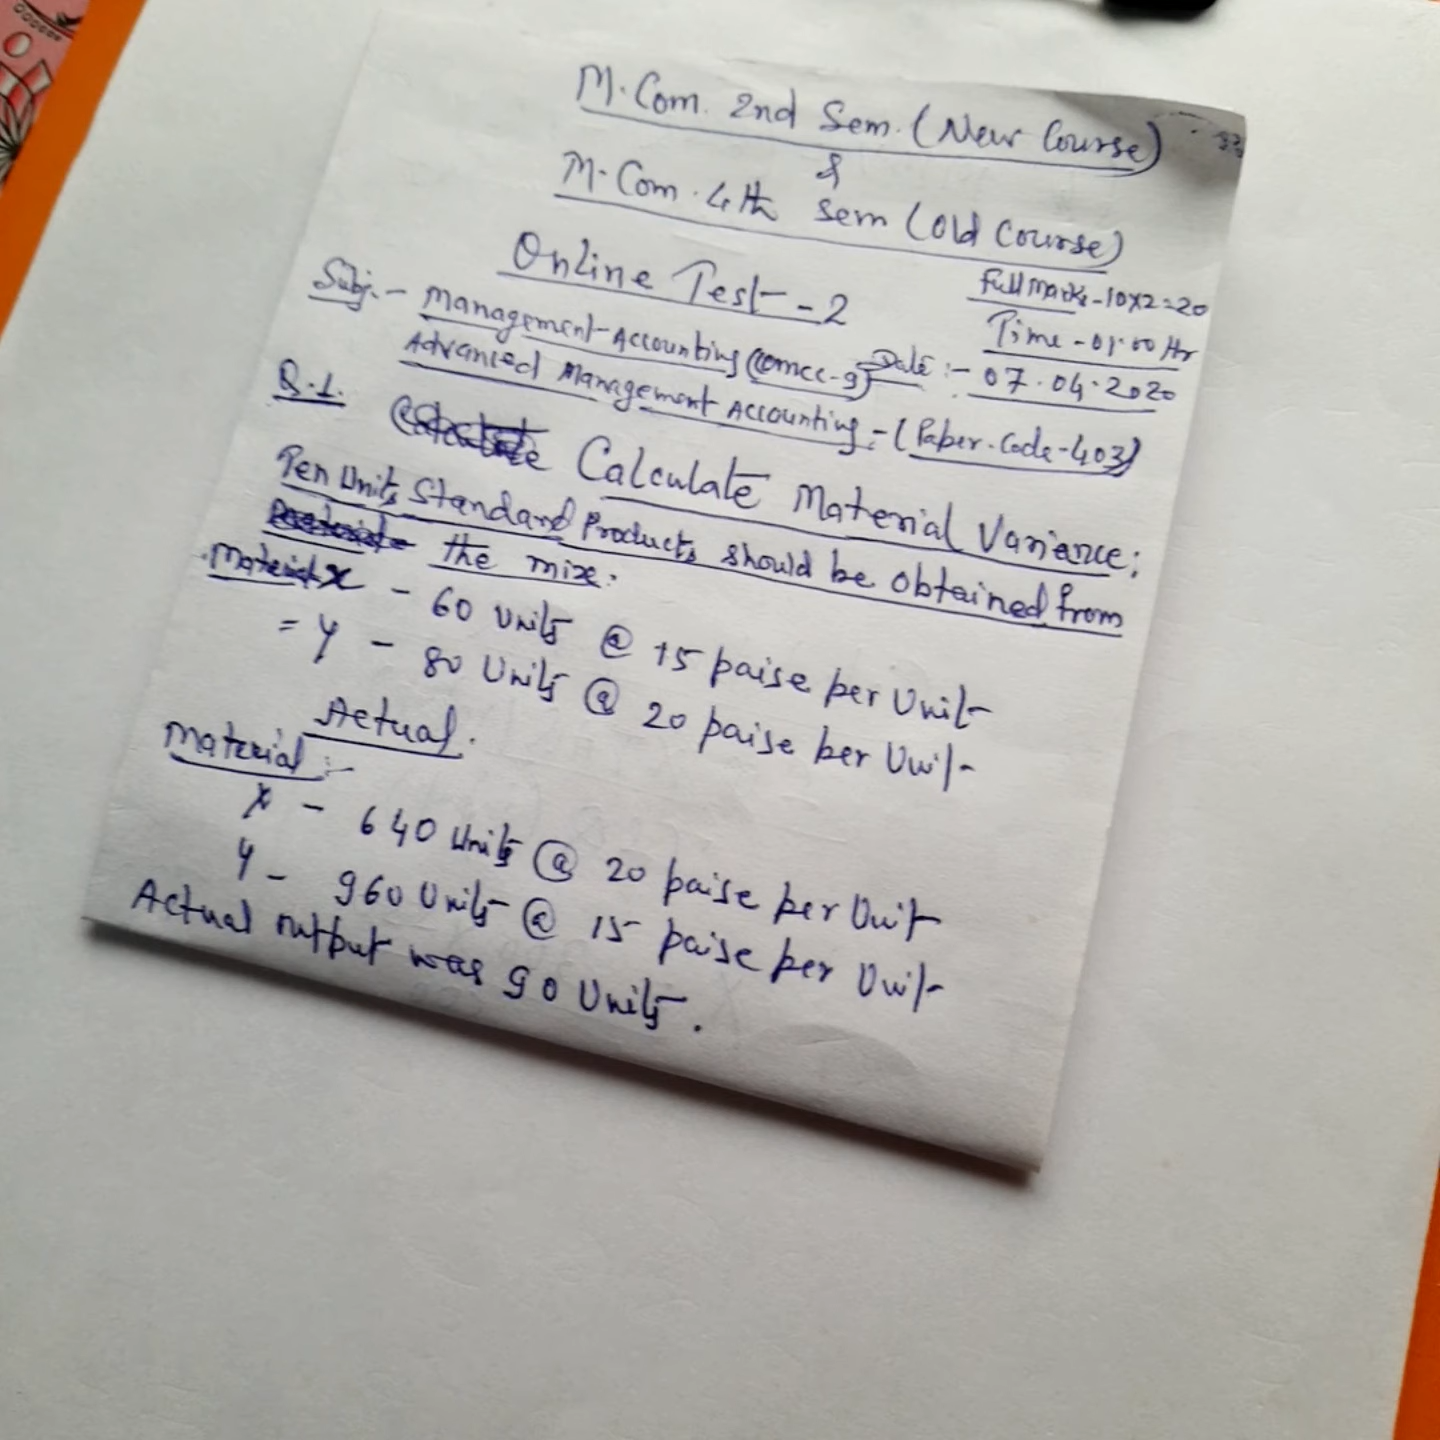 M.Com. 2nd Sem. (New Course)
&
M.Com. 4th Sem (Old Course)
Online Test-2
Full Marks-10x2=20
Time-01.00 Hr
Subj.- Management Accounting (CMCC-9)
Date:- 07.04.2020
Advanced Management Accounting-(Paper.Code-403)
Q.1. Calculate Material Variance:
Ten Units Standard Products should be obtained from
the mix:
Material X - 60 Units @ 15 paise per Unit
= Y - 80 Units @ 20 paise per Unit
Actual.
Material:-
X - 640 Units @ 20 paise per Unit
Y - 960 Units @ 15 paise per Unit
Actual output was 90 Units.